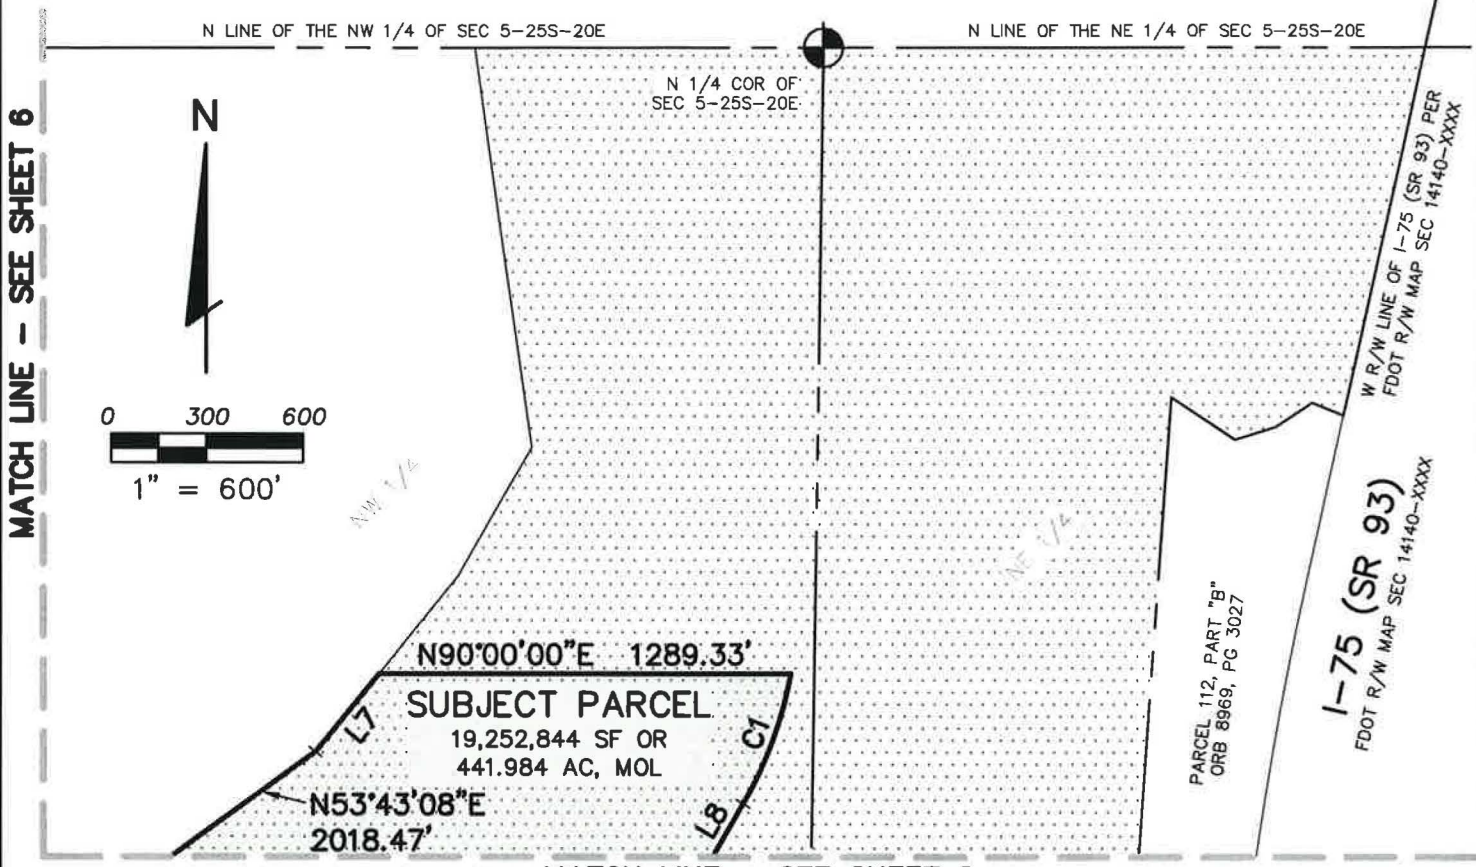 N LINE OF THE NW 1/4 OF SEC 5-25S-20E
N LINE OF THE NE 1/4 OF SEC 5-25S-20E
N 1/4 COR OF
SEC 5-25S-20E
MATCH LINE - SEE SHEET 6
N
0 300 600
1" = 600'
NW 1/4
NE 1/4
W R/W LINE OF I-75 (SR 93) PER
FDOT R/W MAP SEC 14140-XXXX
I-75 (SR 93)
FDOT R/W MAP SEC 14140-XXXX
PARCEL 112, PART "B"
ORB 8969, PG 3027
N90°00'00"E 1289.33'
SUBJECT PARCEL
19,252,844 SF OR
441.984 AC, MOL
L7
C1
L8
N53°43'08"E
2018.47'